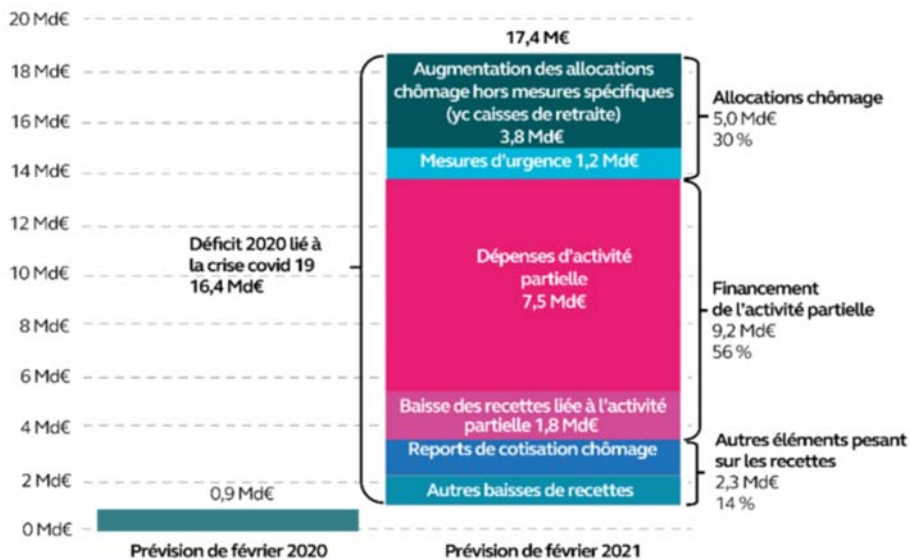 20 Md€
18 Md€
16 Md€
14 Md€
12 Md€
10 Md€
8 Md€
6 Md€
4 Md€
2 Md€
0 Md€
0,9 Md€
Prévision de février 2020
Déficit 2020 lié à
la crise covid 19
16,4 Md€
17,4 M€
Augmentation des allocations
chômage hors mesures spécifiques
(yc caisses de retraite)
3,8 Md€
Mesures d'urgence 1,2 Md€
Dépenses d'activité
partielle
7,5 Md€
Baisse des recettes liée à l'activité
partielle 1,8 Md€
Reports de cotisation chômage
Autres baisses de recettes
Prévision de février 2021
Allocations chômage
5,0 Md€
30 %
Financement
de l'activité partielle
9,2 Md€
56 %
Autres éléments pesant
sur les recettes
2,3 Md€
14 %